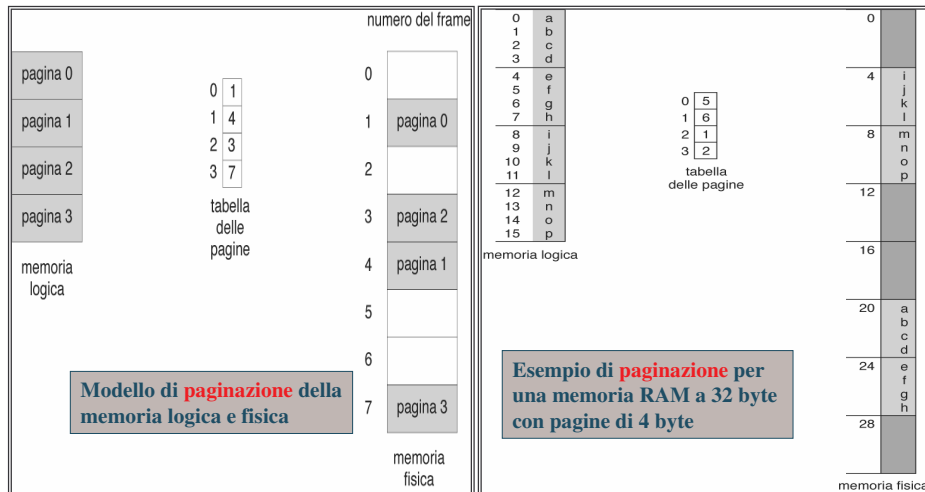 numero del frame
pagina 0
pagina 1
pagina 2
pagina 3
memoria
logica
0 1
1 4
2 3
3 7
tabella
delle
pagine
0
1 pagina 0
2
3 pagina 2
4 pagina 1
5
6
7 pagina 3
memoria
fisica
Modello di paginazione della
memoria logica e fisica
0 a
1 b
2 c
3 d
4 e
5 f
6 g
7 h
8 i
9 j
10 k
11 l
12 m
13 n
14 o
15 p
memoria logica
0 5
1 6
2 1
3 2
tabella
delle pagine
0
4 i
j
k
l
8 m
n
o
p
12
16
20 a
b
c
d
24 e
f
g
h
28
memoria fisica
Esempio di paginazione per
una memoria RAM a 32 byte
con pagine di 4 byte